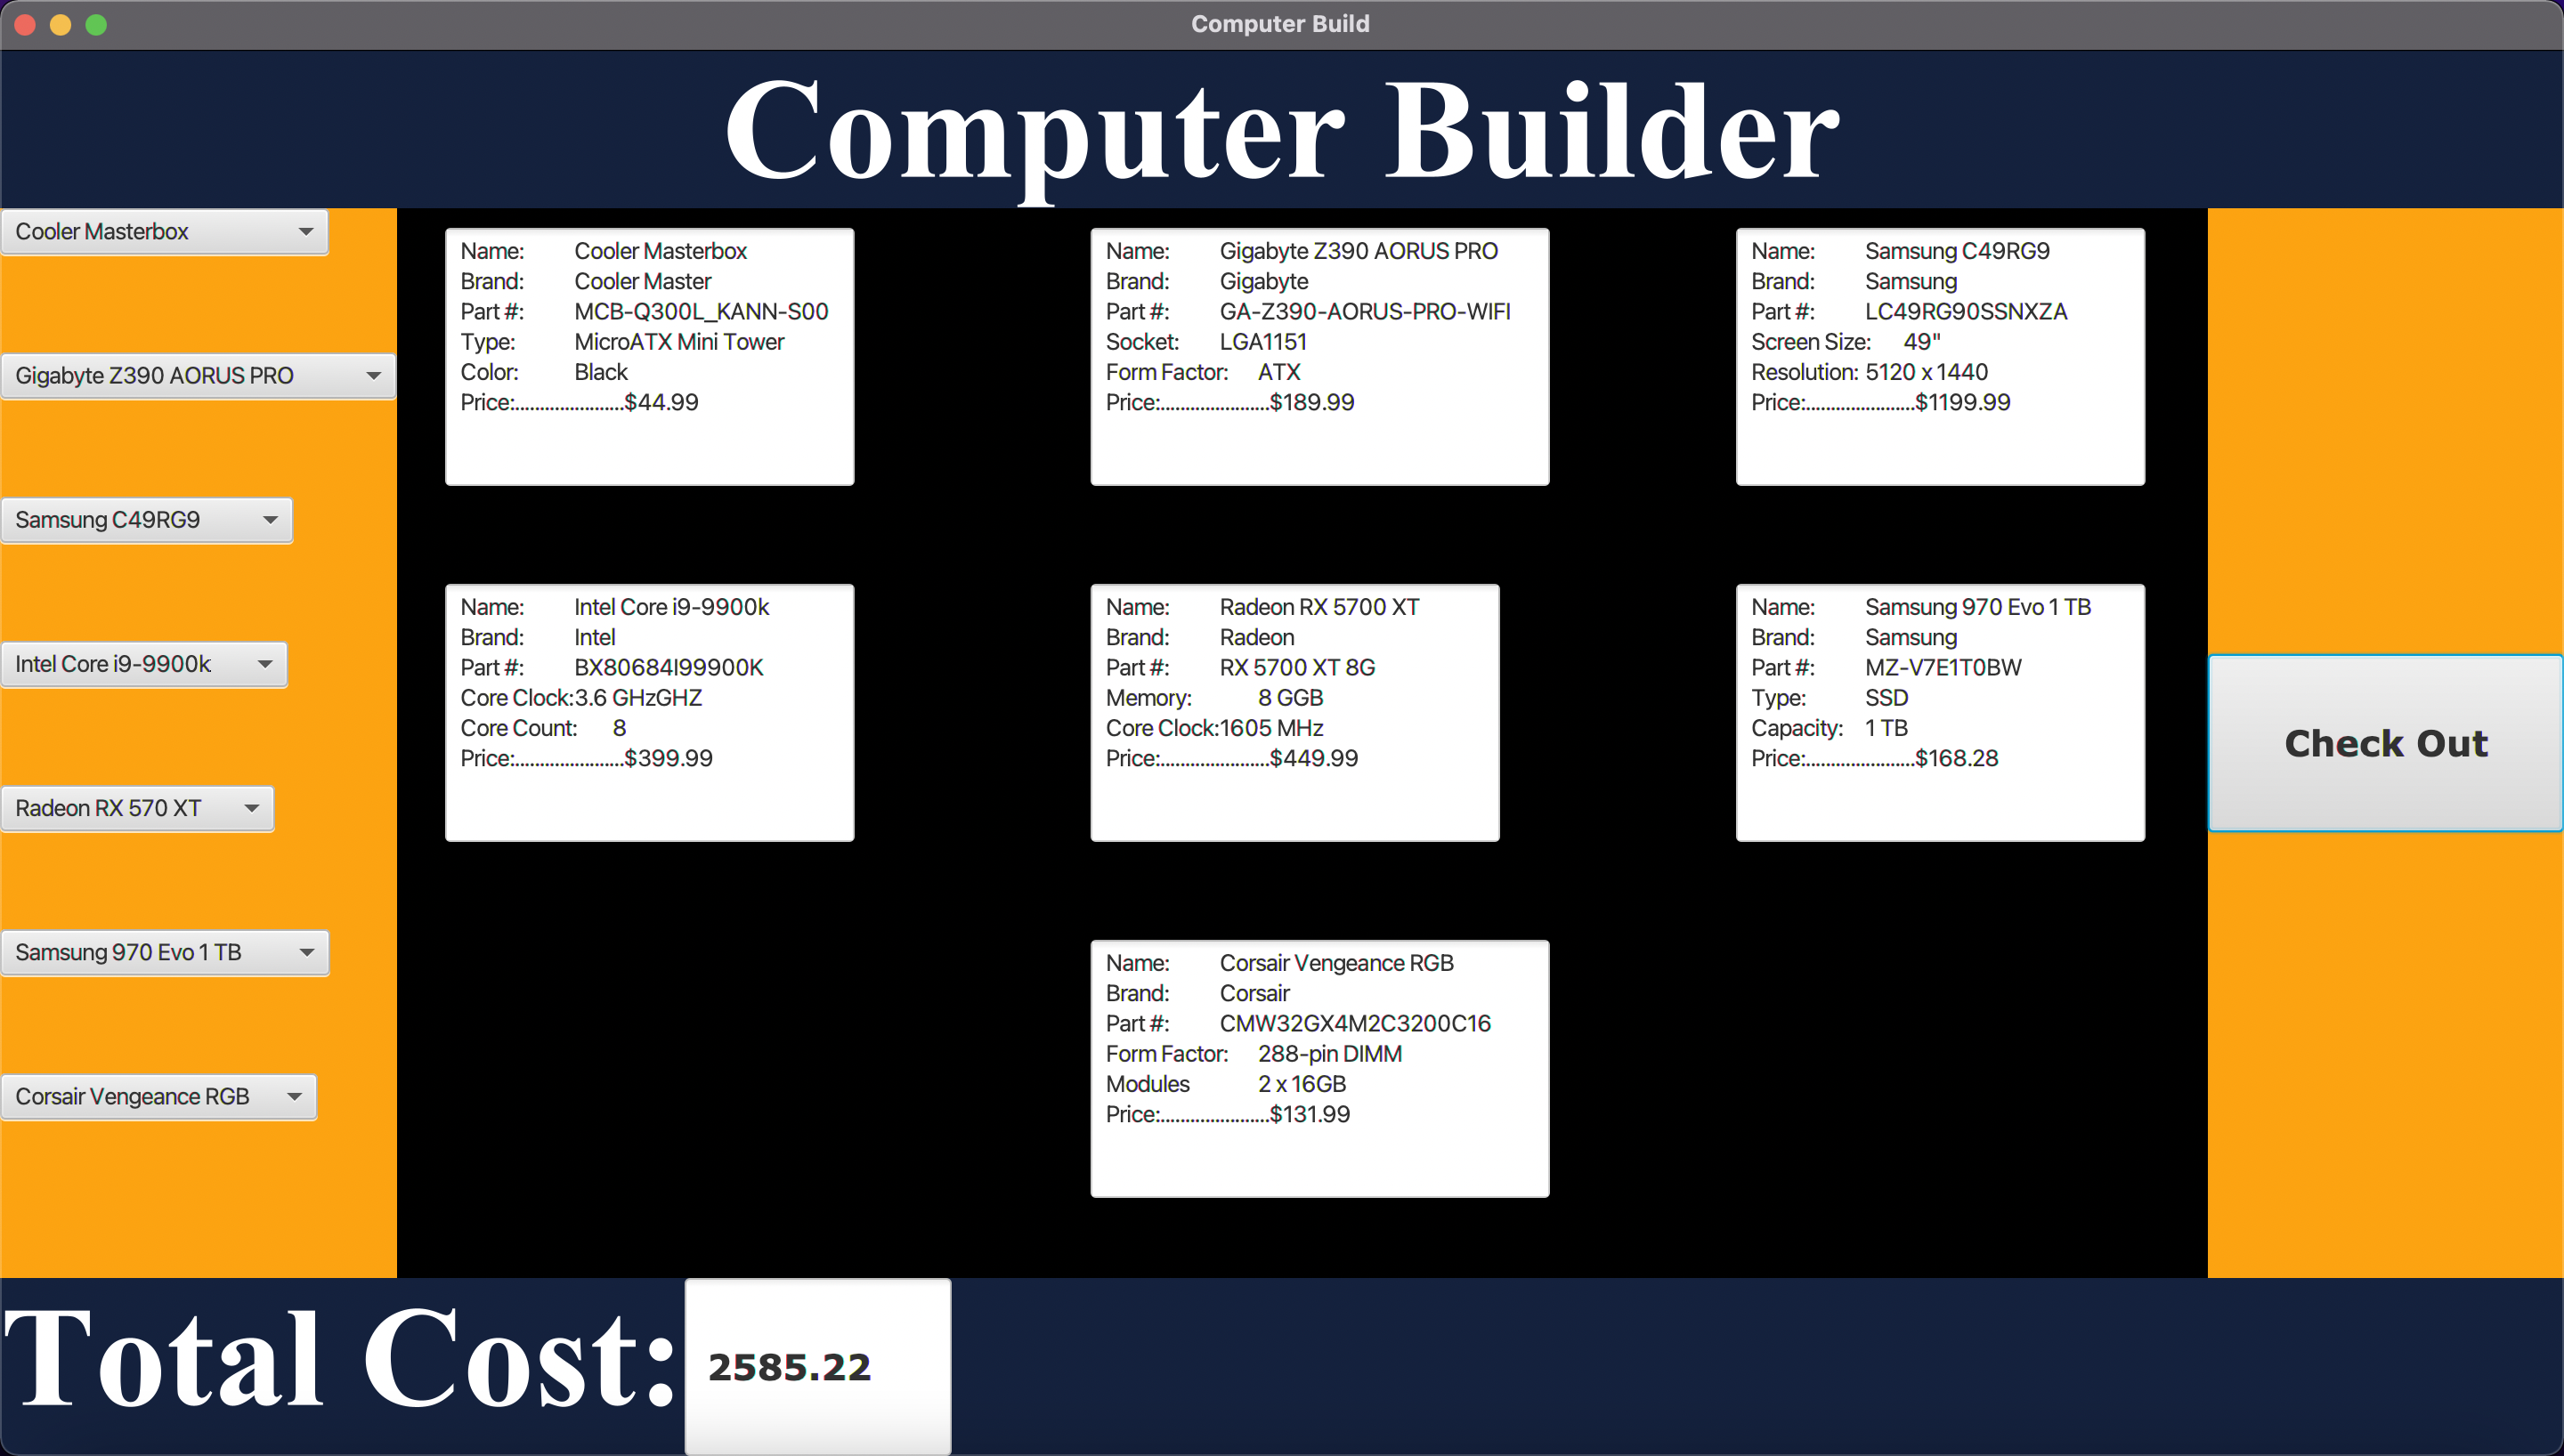 Computer Build
Computer Builder
Cooler Masterbox
Gigabyte Z390 AORUS PRO
Samsung C49RG9
Intel Core i9-9900k
Radeon RX 570 XT
Samsung 970 Evo 1 TB
Corsair Vengeance RGB
Name: Cooler Masterbox
Brand: Cooler Master
Part #: MCB-Q300L_KANN-S00
Type: MicroATX Mini Tower
Color: Black
Price:......................$44.99
Name: Gigabyte Z390 AORUS PRO
Brand: Gigabyte
Part #: GA-Z390-AORUS-PRO-WIFI
Socket: LGA1151
Form Factor: ATX
Price:......................$189.99
Name: Samsung C49RG9
Brand: Samsung
Part #: LC49RG90SSNXZA
Screen Size: 49"
Resolution: 5120 x 1440
Price:......................$1199.99
Name: Intel Core i9-9900k
Brand: Intel
Part #: BX80684I99900K
Core Clock:3.6 GHzGHZ
Core Count: 8
Price:......................$399.99
Name: Radeon RX 5700 XT
Brand: Radeon
Part #: RX 5700 XT 8G
Memory: 8 GGB
Core Clock:1605 MHz
Price:......................$449.99
Name: Samsung 970 Evo 1 TB
Brand: Samsung
Part #: MZ-V7E1T0BW
Type: SSD
Capacity: 1 TB
Price:......................$168.28
Name: Corsair Vengeance RGB
Brand: Corsair
Part #: CMW32GX4M2C3200C16
Form Factor: 288-pin DIMM
Modules 2 x 16GB
Price:......................$131.99
Check Out
Total Cost: 2585.22